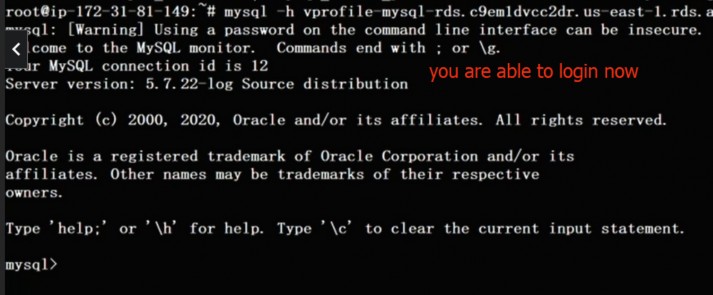 root@ip-172-31-81-149:~# mysql -h vprofile-mysql-rds.c9emldvcc2dr.us-east-1.rds.a
mysql: [Warning] Using a password on the command line interface can be insecure.
come to the MySQL monitor.  Commands end with ; or \g.
MySQL connection id is 12
you are able to login now
Server version: 5.7.22-log Source distribution
Copyright (c) 2000, 2020, Oracle and/or its affiliates. All rights reserved.
Oracle is a registered trademark of Oracle Corporation and/or its
affiliates. Other names may be trademarks of their respective
owners.
Type 'help;' or '\h' for help. Type '\c' to clear the current input statement.
mysql>